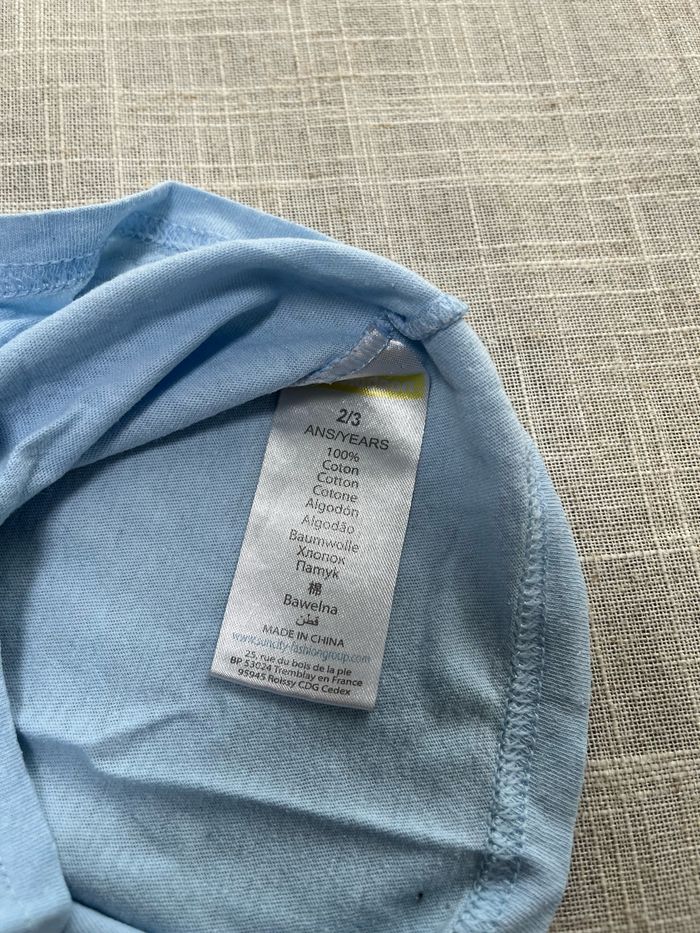 2/3
ANS/YEARS
100%
Coton
Cotton
Cotone
Algodón
Algodão
Baumwolle
Хлопок
Памук
棉
Bawełna
قطن
MADE IN CHINA
www.suncity-fashiongroup.com
25, rue du bois de la pie
BP 53024 Tremblay en France
95945 Roissy CDG Cedex